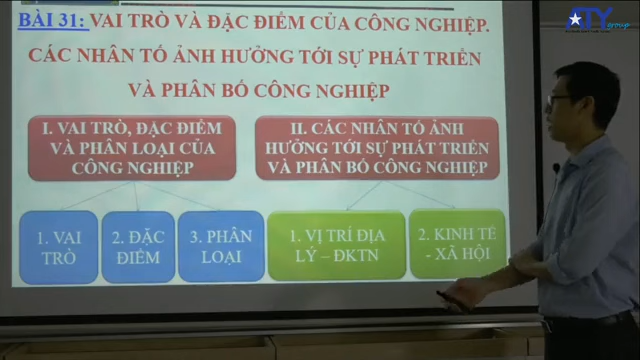 BÀI 31: VAI TRÒ VÀ ĐẶC ĐIỂM CỦA CÔNG NGHIỆP.
CÁC NHÂN TỐ ẢNH HƯỞNG TỚI SỰ PHÁT TRIỂN
VÀ PHÂN BỐ CÔNG NGHIỆP
I. VAI TRÒ, ĐẶC ĐIỂM
VÀ PHÂN LOẠI CỦA
CÔNG NGHIỆP
II. CÁC NHÂN TỐ ẢNH
HƯỞNG TỚI SỰ PHÁT TRIỂN
VÀ PHÂN BỐ CÔNG NGHIỆP
1. VAI
TRÒ
2. ĐẶC
ĐIỂM
3. PHÂN
LOẠI
1. VỊ TRÍ ĐỊA
LÝ – ĐKTN
2. KINH TẾ
- XÃ HỘI
ATY group